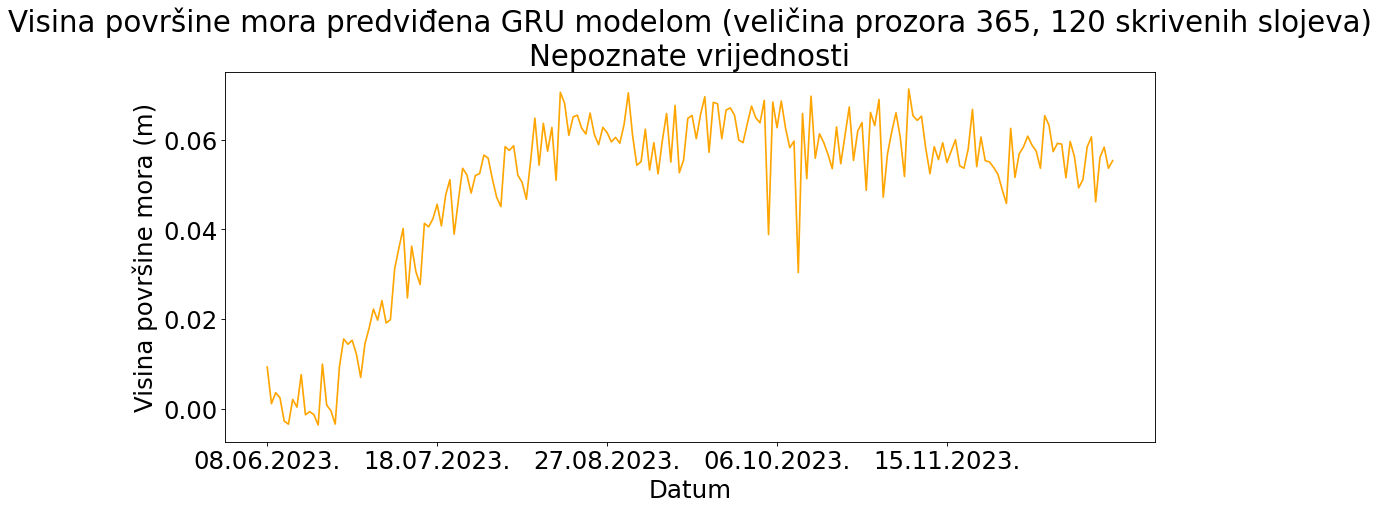 Visina površine mora predviđena GRU modelom (veličina prozora 365, 120 skrivenih slojeva)
Nepoznate vrijednosti
Visina površine mora (m)
0.06
0.04
0.02
0.00
08.06.2023. 18.07.2023. 27.08.2023. 06.10.2023. 15.11.2023.
Datum